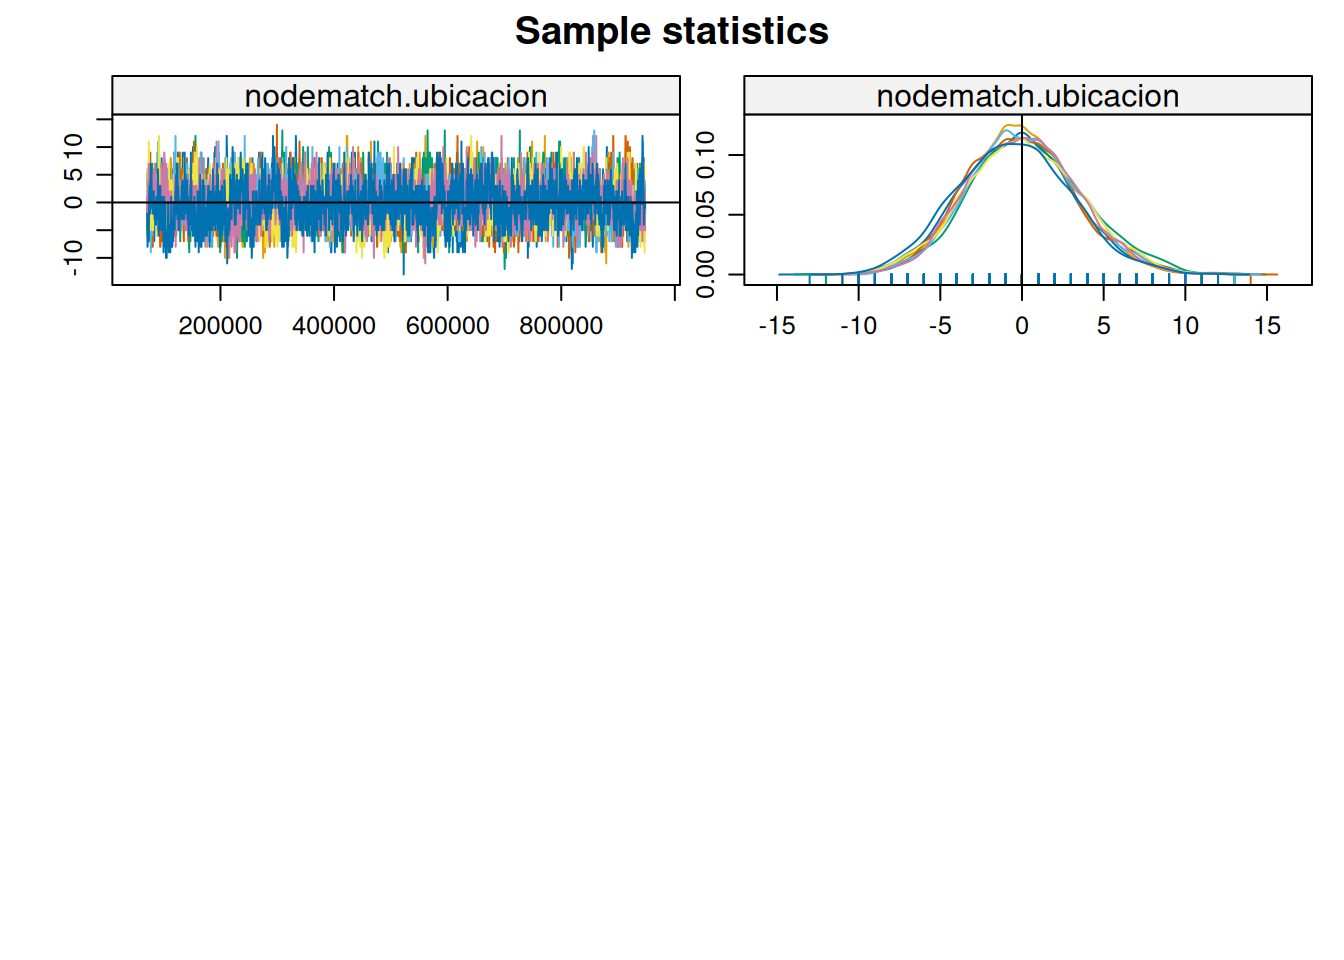 Sample statistics
nodematch.ubicacion
-10 0 5 10
200000 400000 600000 800000
nodematch.ubicacion
0.00 0.05 0.10
-15 -10 -5 0 5 10 15